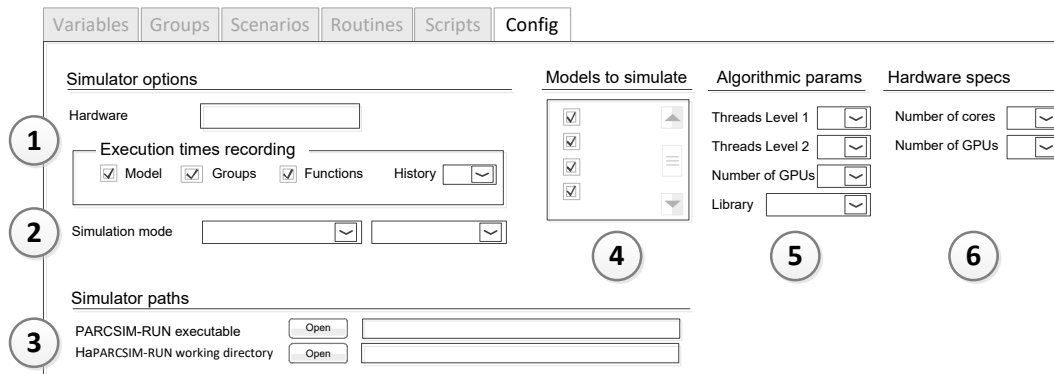 Variables Groups Scenarios Routines Scripts Config
Simulator options
Hardware
1
Execution times recording
Model Groups Functions History
2
Simulation mode
Models to simulate
4
Algorithmic params
Threads Level 1
Threads Level 2
Number of GPUs
Library
5
Hardware specs
Number of cores
Number of GPUs
6
Simulator paths
3
PARCSIM-RUN executable Open
HaPARCSIM-RUN working directory Open